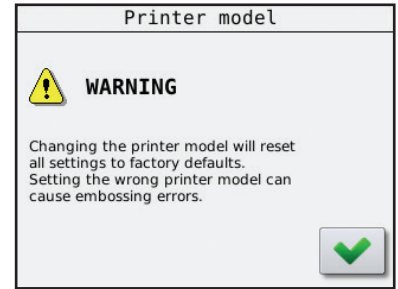 Printer model
WARNING
Changing the printer model will reset
all settings to factory defaults.
Setting the wrong printer model can
cause embossing errors.